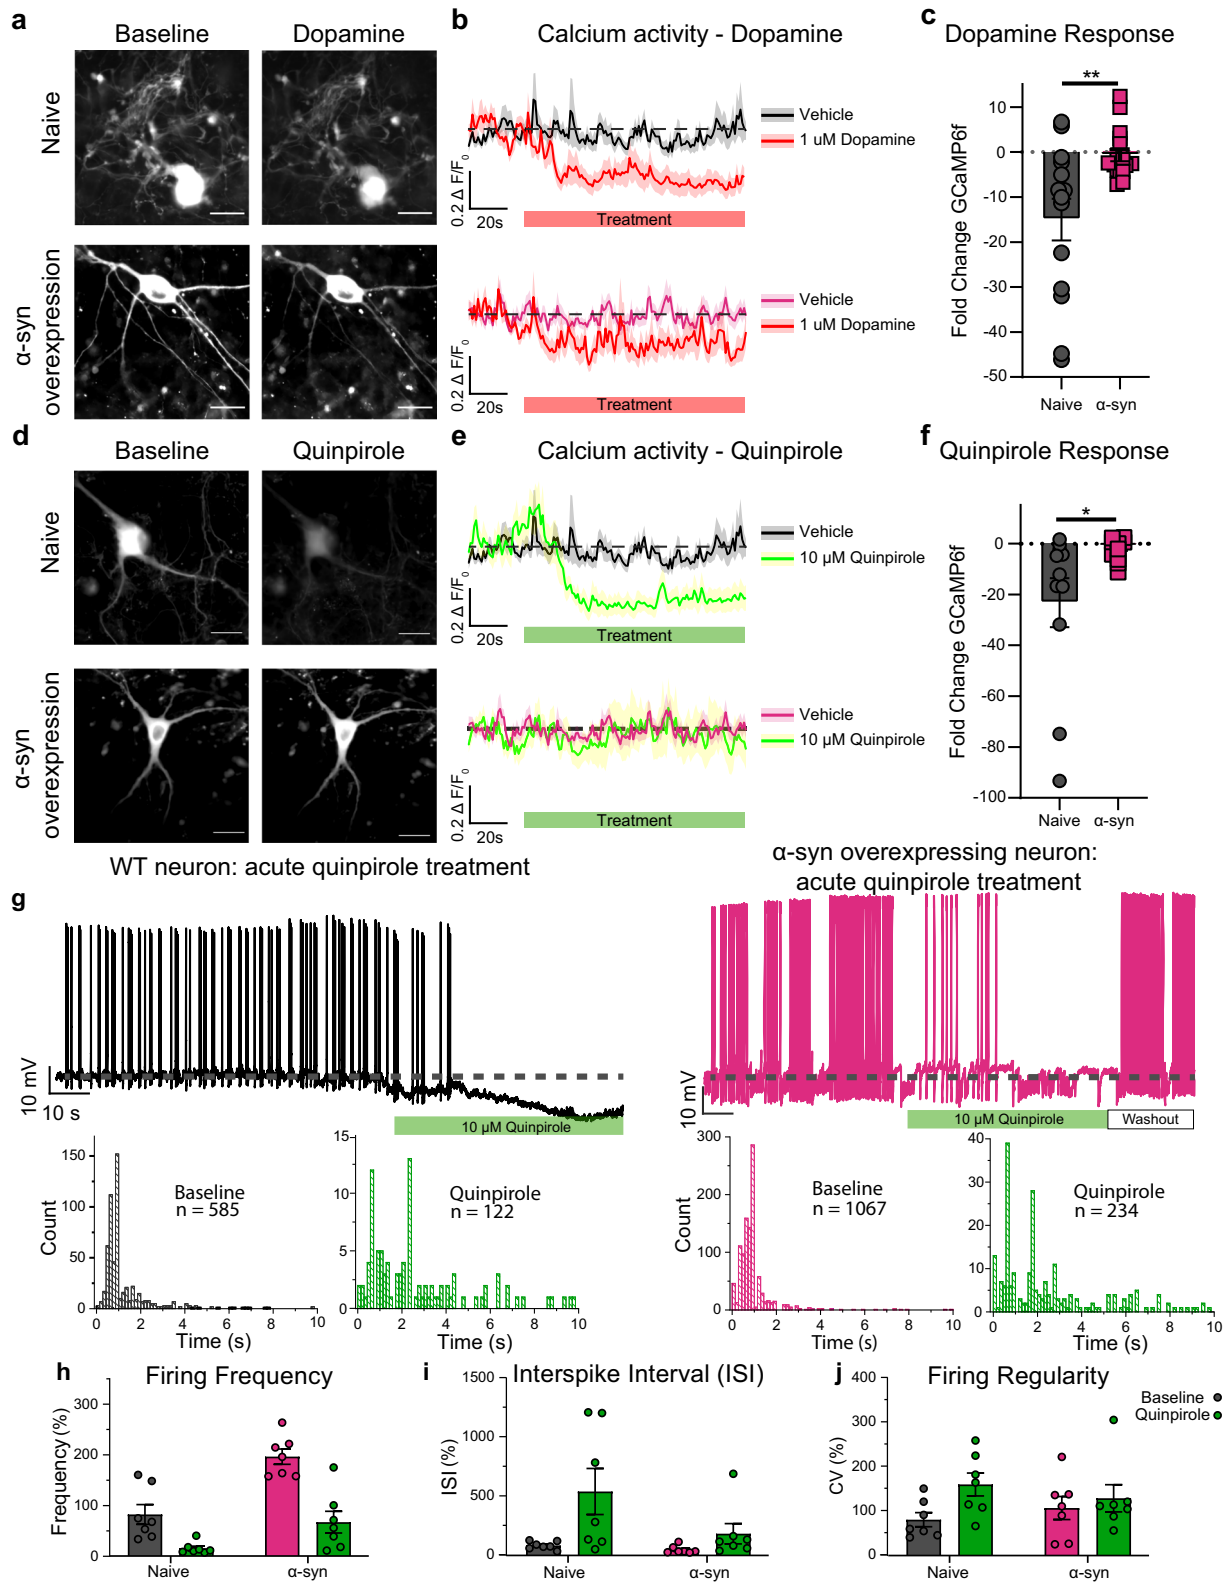 a
Baseline
Dopamine
Naive
α-syn
overexpression
b
Calcium activity - Dopamine
Vehicle
1 uM Dopamine
0.2 Δ F/F₀
20s
Treatment
Vehicle
1 uM Dopamine
0.2 Δ F/F₀
20s
Treatment
c
Dopamine Response
**
Fold Change GCaMP6f
10
0
-10
-20
-30
-40
-50
Naive
α-syn
d
Baseline
Quinpirole
Naive
α-syn
overexpression
e
Calcium activity - Quinpirole
Vehicle
10 µM Quinpirole
0.2 Δ F/F₀
20s
Treatment
Vehicle
10 µM Quinpirole
0.2 Δ F/F₀
20s
Treatment
f
Quinpirole Response
*
Fold Change GCaMP6f
0
-20
-40
-60
-80
-100
Naive
α-syn
g
WT neuron: acute quinpirole treatment
10 mV
10 s
10 µM Quinpirole
α-syn overexpressing neuron:
acute quinpirole treatment
10 mV
10 µM Quinpirole
Washout
Count
150
100
50
0
Baseline
n = 585
0 2 4 6 8 10
Time (s)
15
10
5
0
Quinpirole
n = 122
0 2 4 6 8 10
Time (s)
Count
300
200
100
0
Baseline
n = 1067
0 2 4 6 8 10
Time (s)
40
30
20
10
0
Quinpirole
n = 234
0 2 4 6 8 10
Time (s)
h
Firing Frequency
Frequency (%)
300
200
100
0
Naive
α-syn
i
Interspike Interval (ISI)
ISI (%)
1500
1000
500
0
Naive
α-syn
j
Firing Regularity
CV (%)
400
300
200
100
0
Naive
α-syn
Baseline
Quinpirole